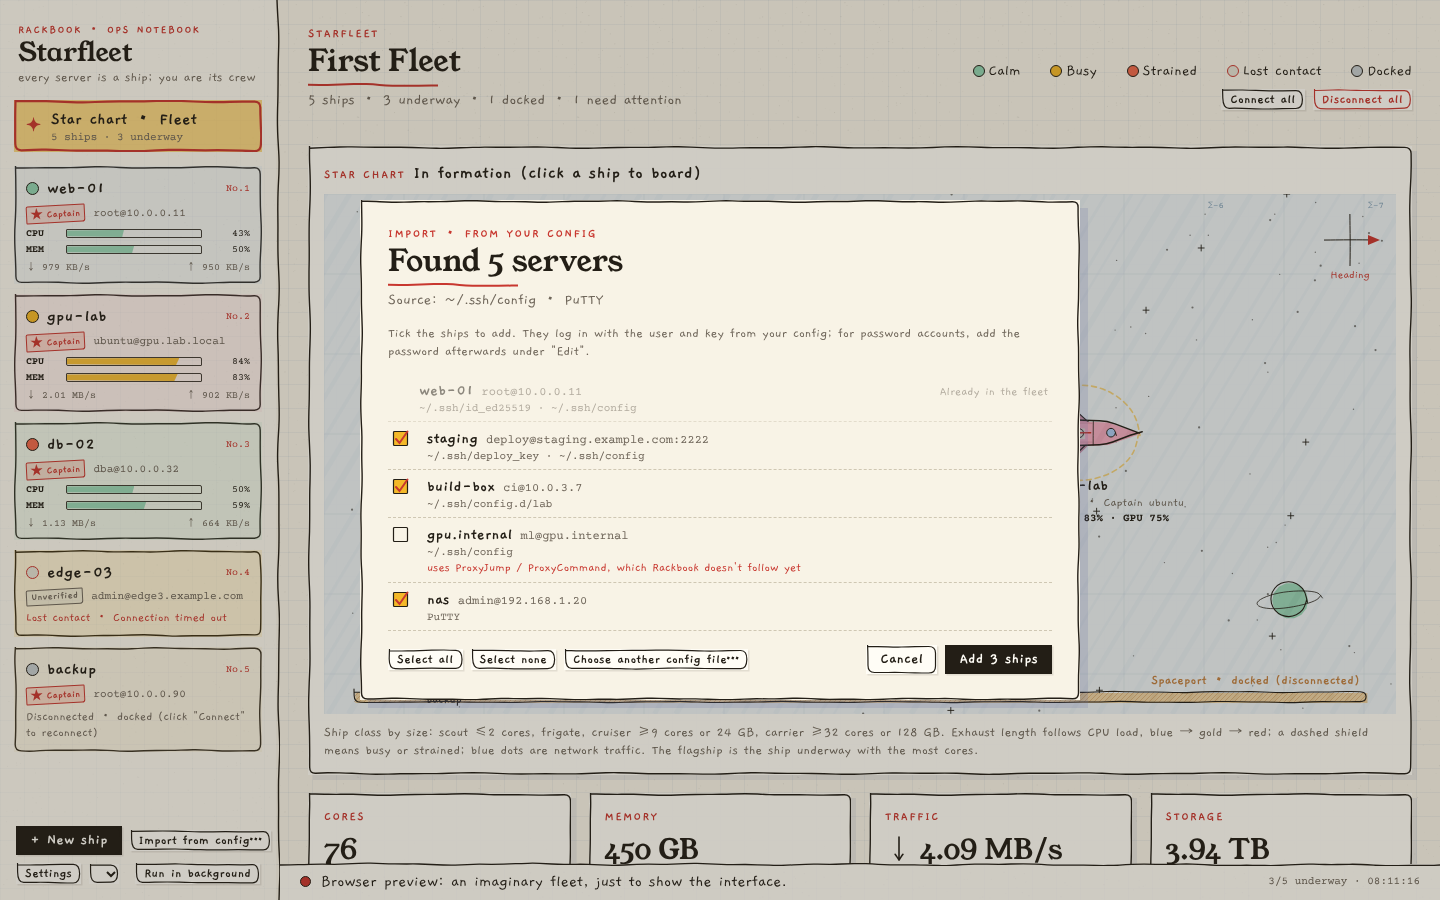 RACKBOOK • OPS NOTEBOOK
Starfleet
every server is a ship; you are its crew
Star chart • Fleet
5 ships · 3 underway
web-01 No.1
Captain root@10.0.0.11
CPU 43%
MEM 50%
↓ 979 KB/s ↑ 950 KB/s
gpu-lab No.2
Captain ubuntu@gpu.lab.local
CPU 84%
MEM 83%
↓ 2.01 MB/s ↑ 902 KB/s
db-02 No.3
Captain dba@10.0.0.32
CPU 50%
MEM 59%
↓ 1.13 MB/s ↑ 664 KB/s
edge-03 No.4
Unverified admin@edge3.example.com
Lost contact • Connection timed out
backup No.5
Captain root@10.0.0.90
Disconnected • docked (click "Connect"
to reconnect)
+ New ship Import from config•••
Settings Run in background
STARFLEET
First Fleet
5 ships • 3 underway • 1 docked • 1 need attention
Calm Busy Strained Lost contact Docked
Connect all Disconnect all
STAR CHART In formation (click a ship to board)
Σ-6 Σ-7
Heading
IMPORT • FROM YOUR CONFIG
Found 5 servers
Source: ~/.ssh/config • PuTTY
Tick the ships to add. They log in with the user and key from your config; for password accounts, add the
password afterwards under "Edit".
web-01 root@10.0.0.11 Already in the fleet
~/.ssh/id_ed25519 · ~/.ssh/config
staging deploy@staging.example.com:2222
~/.ssh/deploy_key · ~/.ssh/config
build-box ci@10.0.3.7
~/.ssh/config.d/lab
gpu.internal ml@gpu.internal
~/.ssh/config
uses ProxyJump / ProxyCommand, which Rackbook doesn't follow yet
nas admin@192.168.1.20
PuTTY
Select all Select none Choose another config file••• Cancel Add 3 ships
-lab
Captain ubuntu
83% · GPU 75%
Spaceport • docked (disconnected)
backup
Ship class by size: scout ≤2 cores, frigate, cruiser ≥9 cores or 24 GB, carrier ≥32 cores or 128 GB. Exhaust length follows CPU load, blue → gold → red; a dashed shield
means busy or strained; blue dots are network traffic. The flagship is the ship underway with the most cores.
CORES
76
MEMORY
450 GB
TRAFFIC
↓ 4.09 MB/s
STORAGE
3.94 TB
Browser preview: an imaginary fleet, just to show the interface.
3/5 underway · 08:11:16